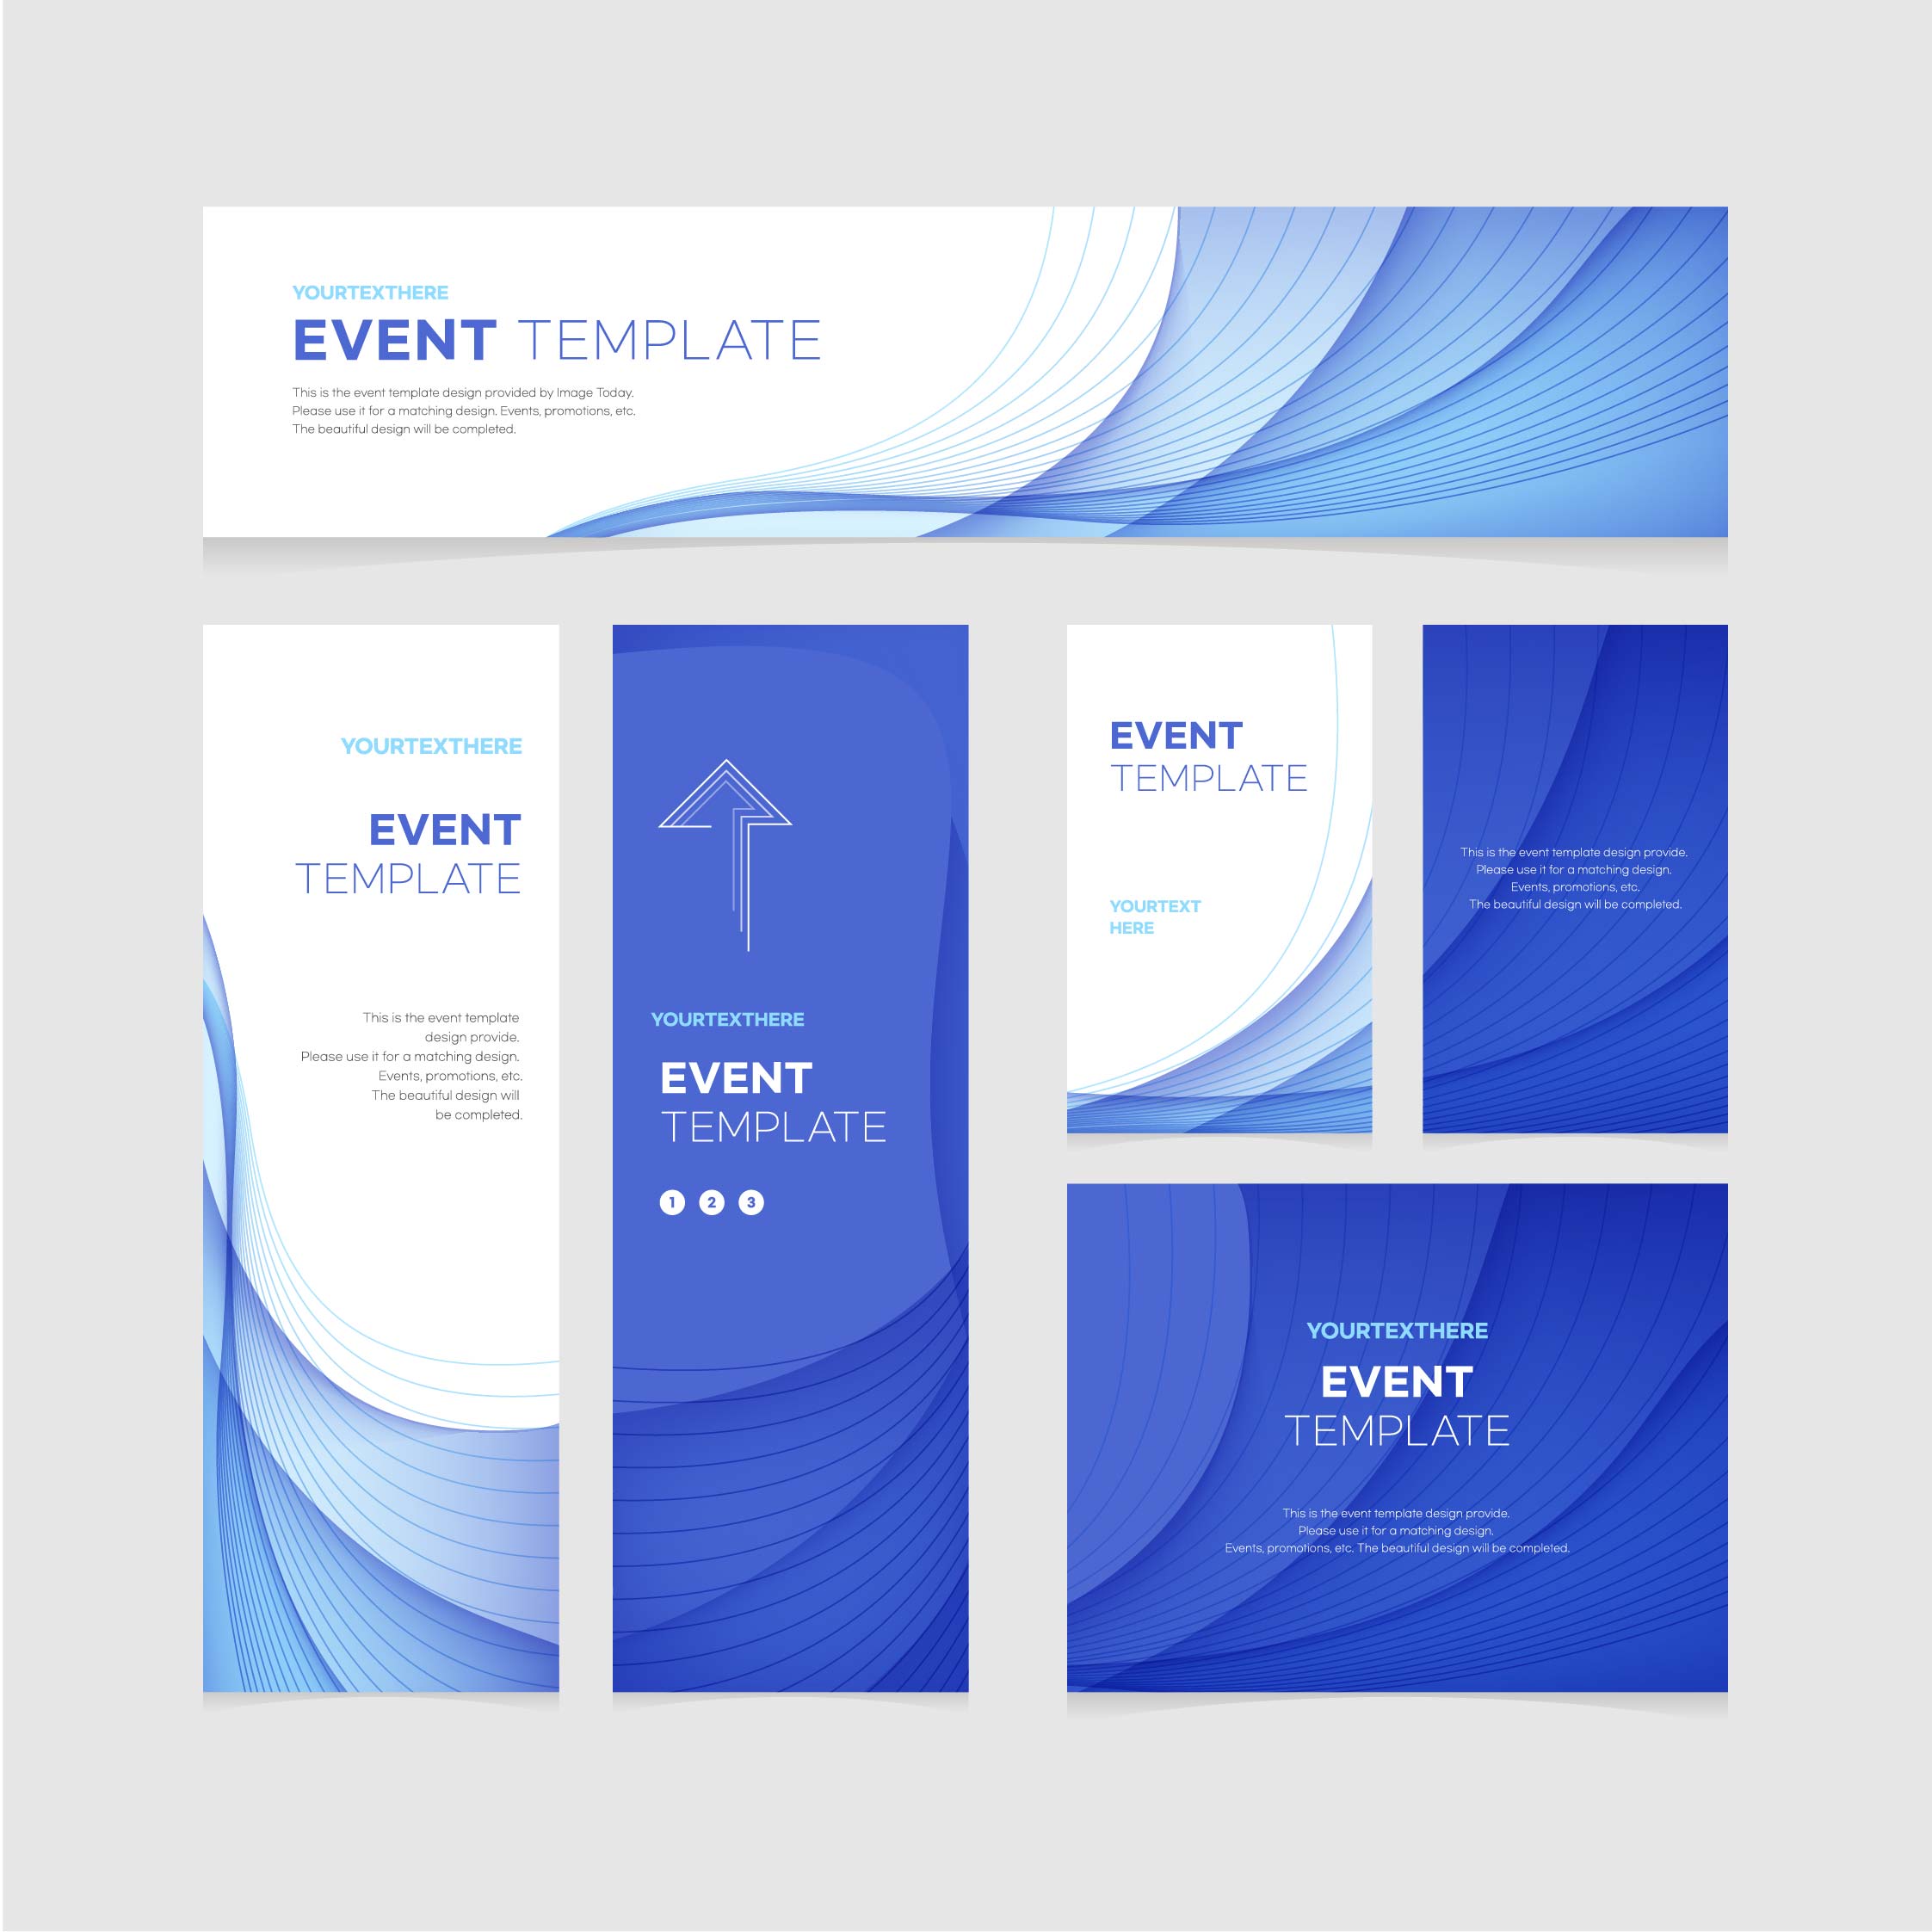 YOURTEXTHERE
EVENT TEMPLATE
This is the event template design provided by Image Today.
Please use it for a matching design. Events, promotions, etc.
The beautiful design will be completed.
YOURTEXTHERE
EVENT
TEMPLATE
This is the event template
design provide.
Please use it for a matching design.
Events, promotions, etc.
The beautiful design will
be completed.
YOURTEXTHERE
EVENT
TEMPLATE
1 2 3
EVENT
TEMPLATE
YOURTEXT
HERE
This is the event template design provide.
Please use it for a matching design.
Events, promotions, etc.
The beautiful design will be completed.
YOURTEXTHERE
EVENT
TEMPLATE
This is the event template design provide.
Please use it for a matching design.
Events, promotions, etc. The beautiful design will be completed.